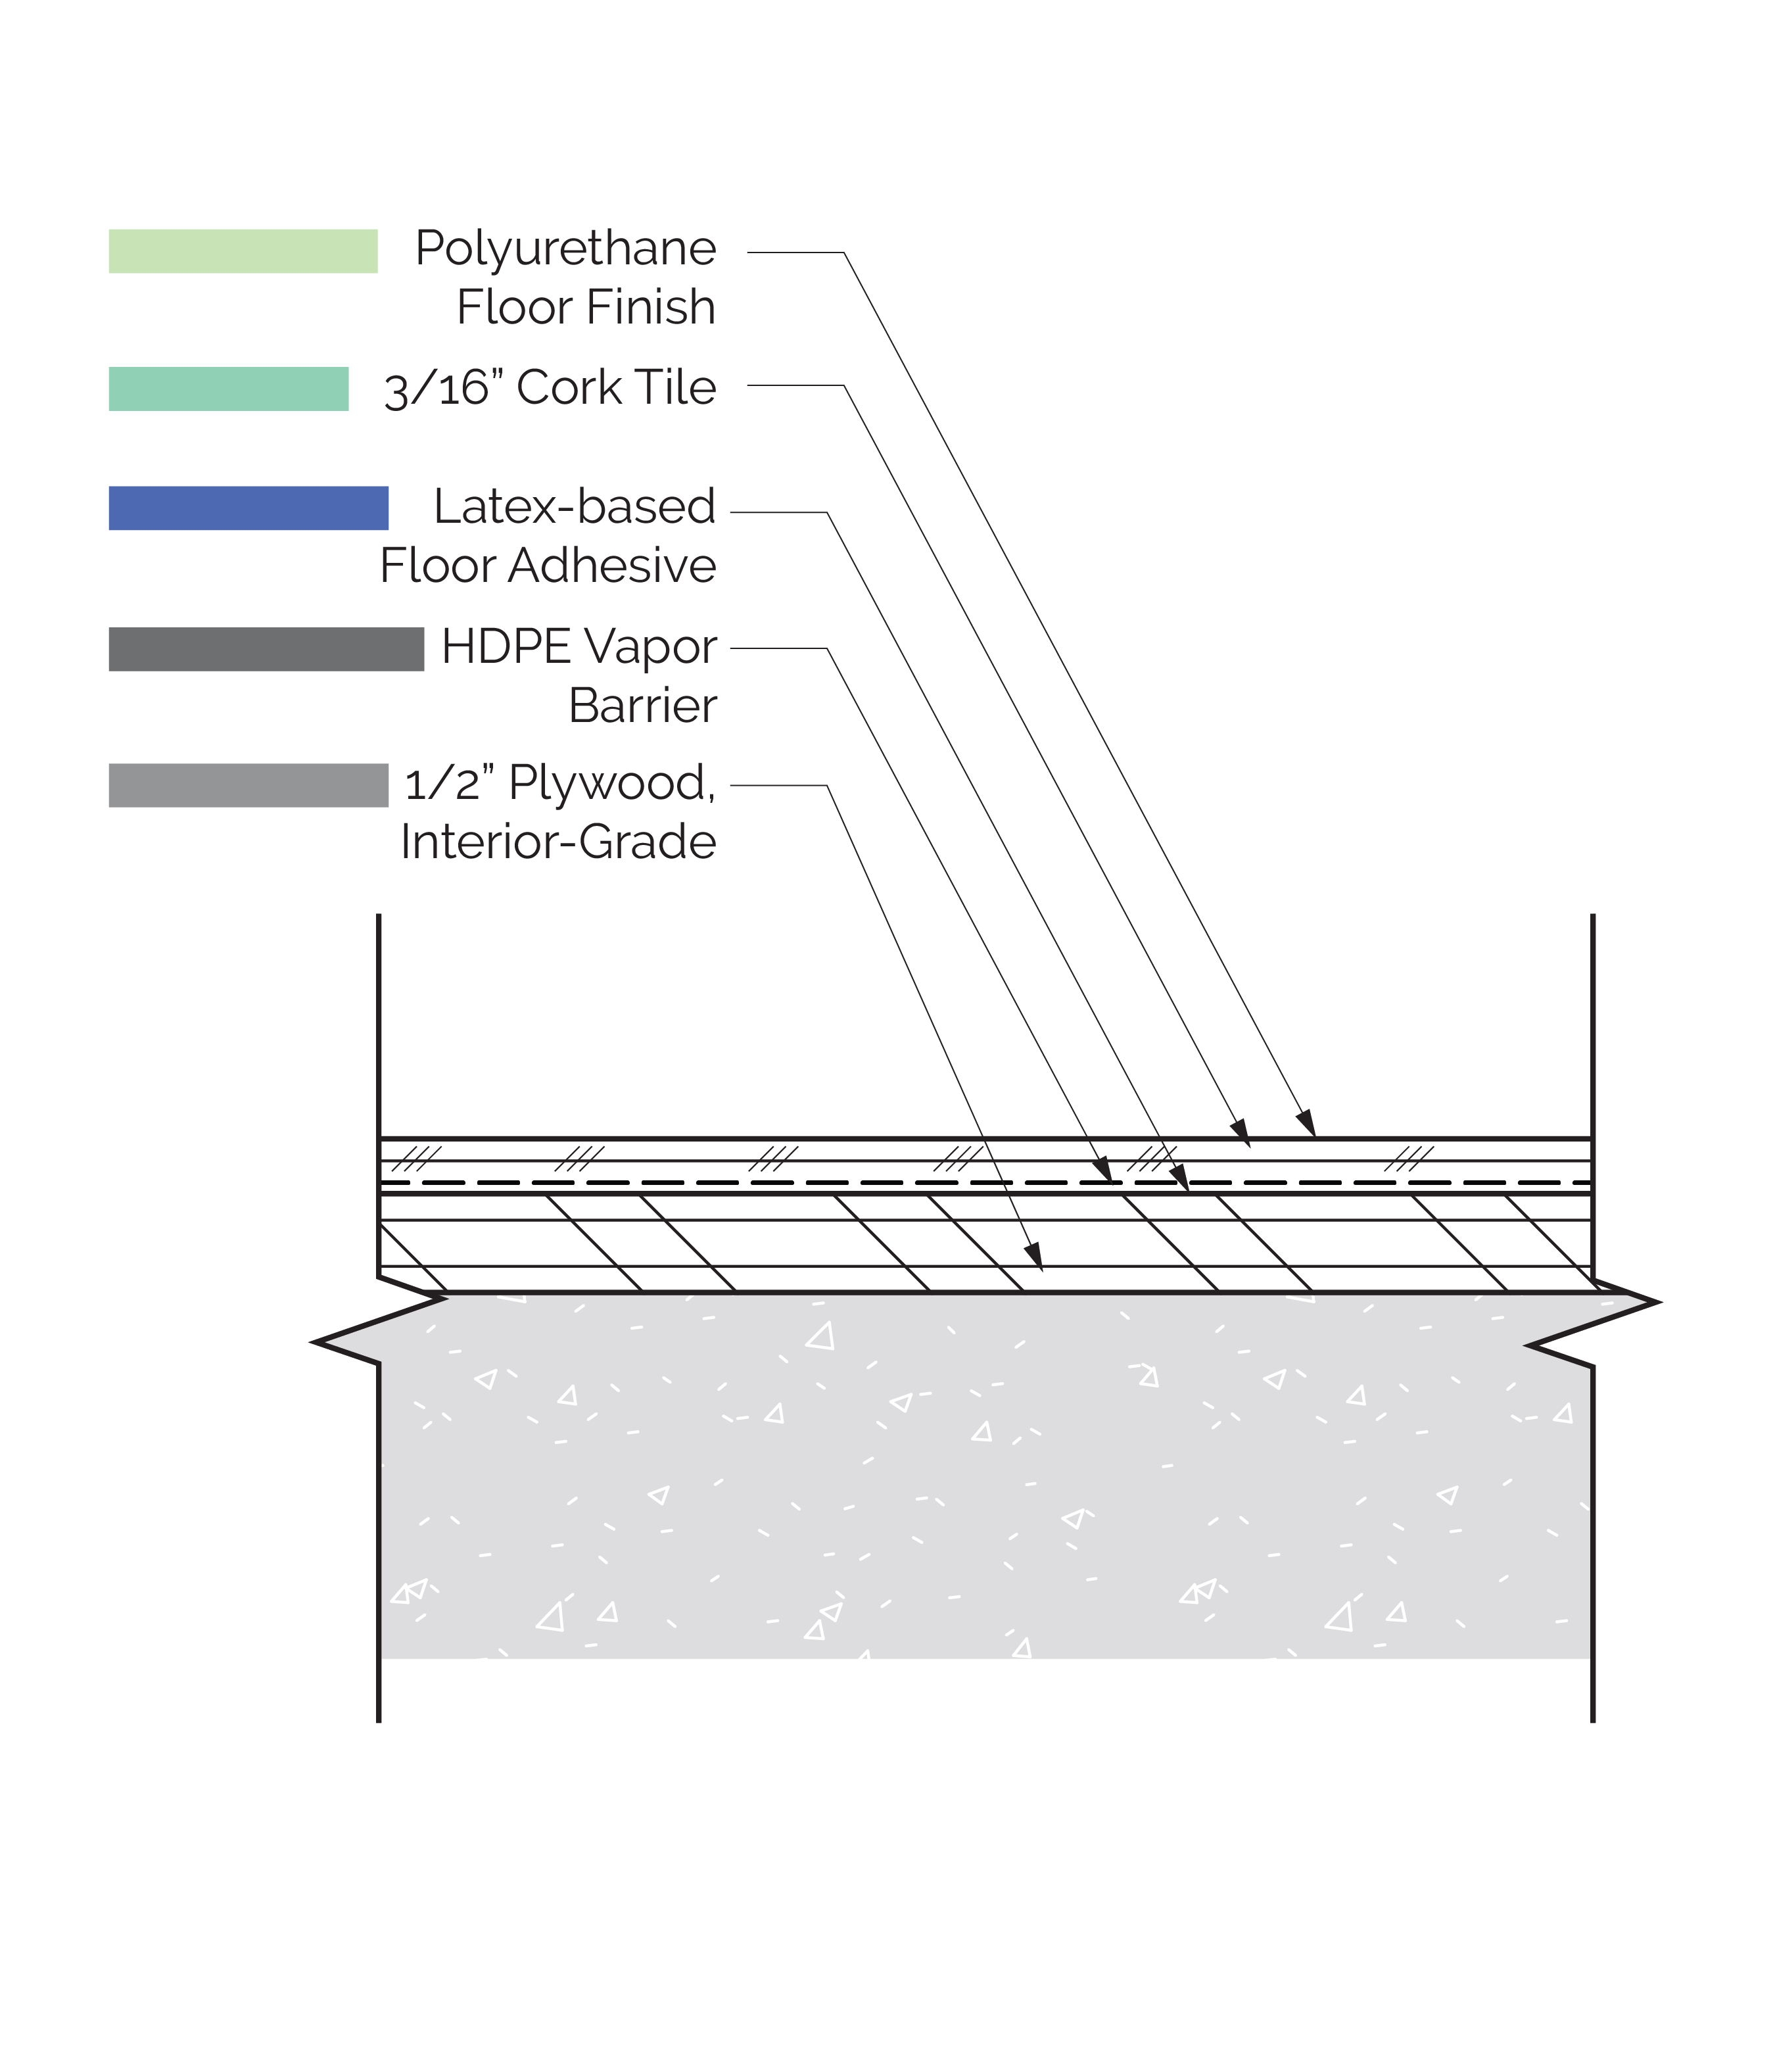 Polyurethane
Floor Finish
3/16” Cork Tile
Latex-based
Floor Adhesive
HDPE Vapor
Barrier
1/2” Plywood,
Interior-Grade